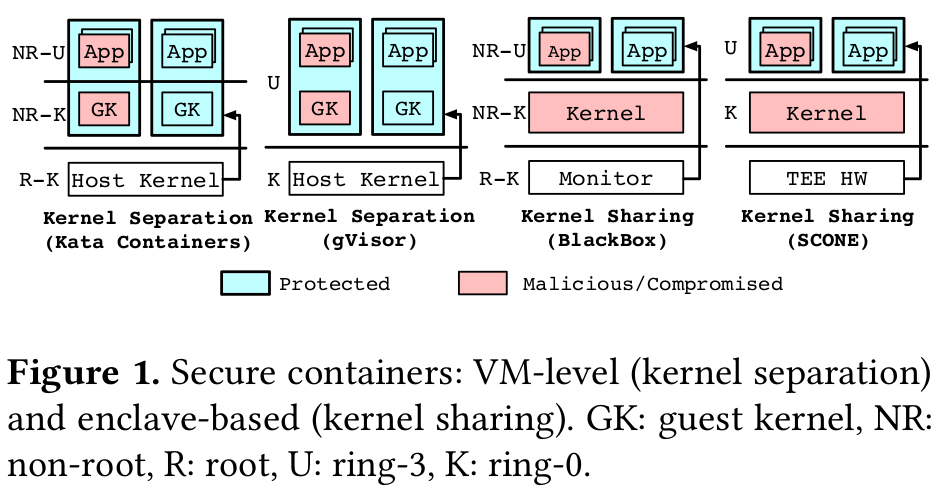 NR-U App App
NR-K GK GK
R-K Host Kernel
Kernel Separation
(Kata Containers)
U App App
GK GK
K Host Kernel
Kernel Separation
(gVisor)
NR-U App App
NR-K Kernel
R-K Monitor
Kernel Sharing
(BlackBox)
U App App
K Kernel
TEE HW
Kernel Sharing
(SCONE)
Protected
Malicious/Compromised
Figure 1. Secure containers: VM-level (kernel separation)
and enclave-based (kernel sharing). GK: guest kernel, NR:
non-root, R: root, U: ring-3, K: ring-0.